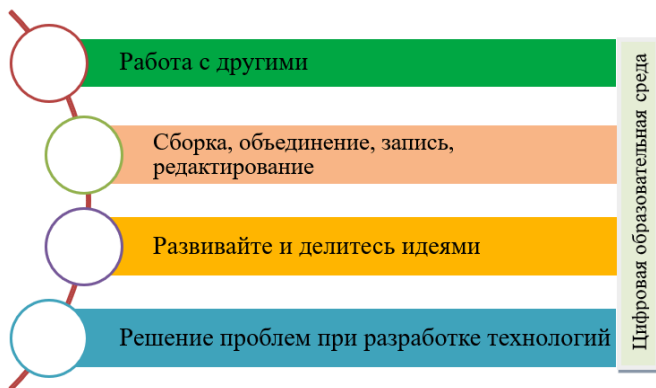 Работа с другими
Сборка, объединение, запись,
редактирование
Развивайте и делитесь идеями
Решение проблем при разработке технологий
Цифровая образовательная среда